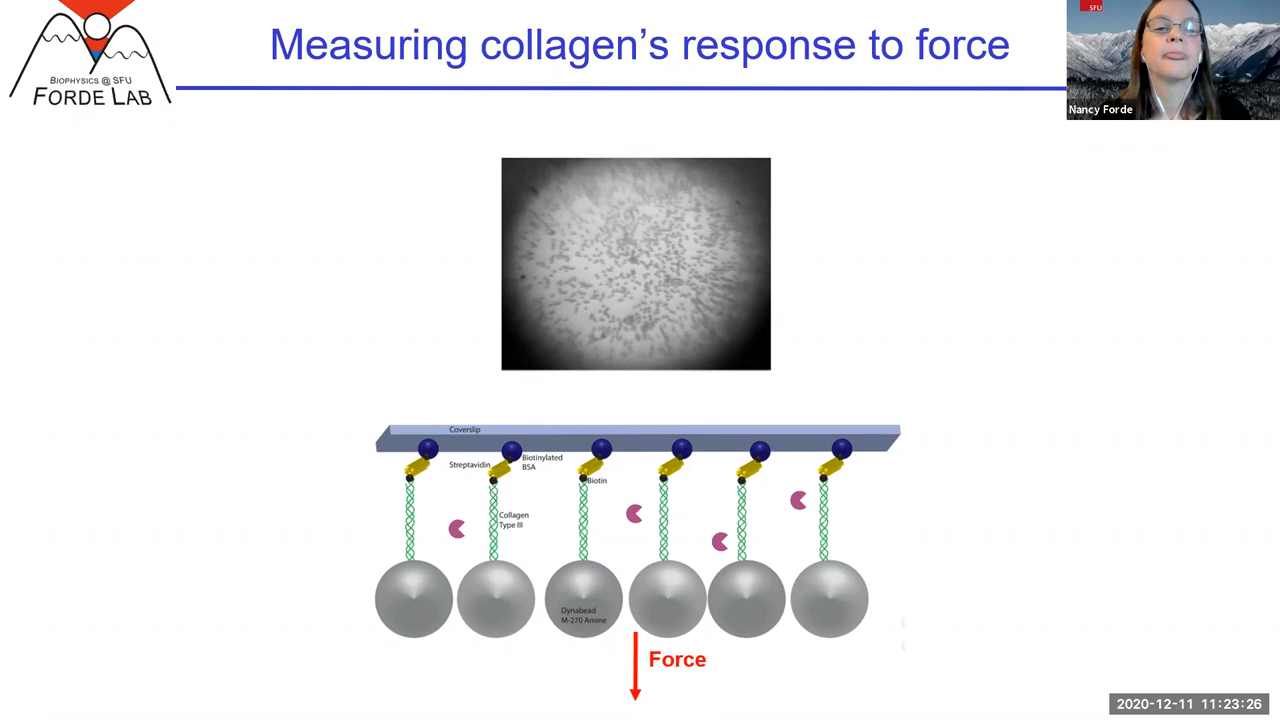 Measuring collagen's response to force
BIOPHYSICS @ SFU
FORDE LAB
SFU
Nancy Forde
Coverslip
Streptavidin
Biotinylated
BSA
Biotin
Collagen
Type III
Dynabead
M-270 Amine
Force
2020-12-11 11:23:26